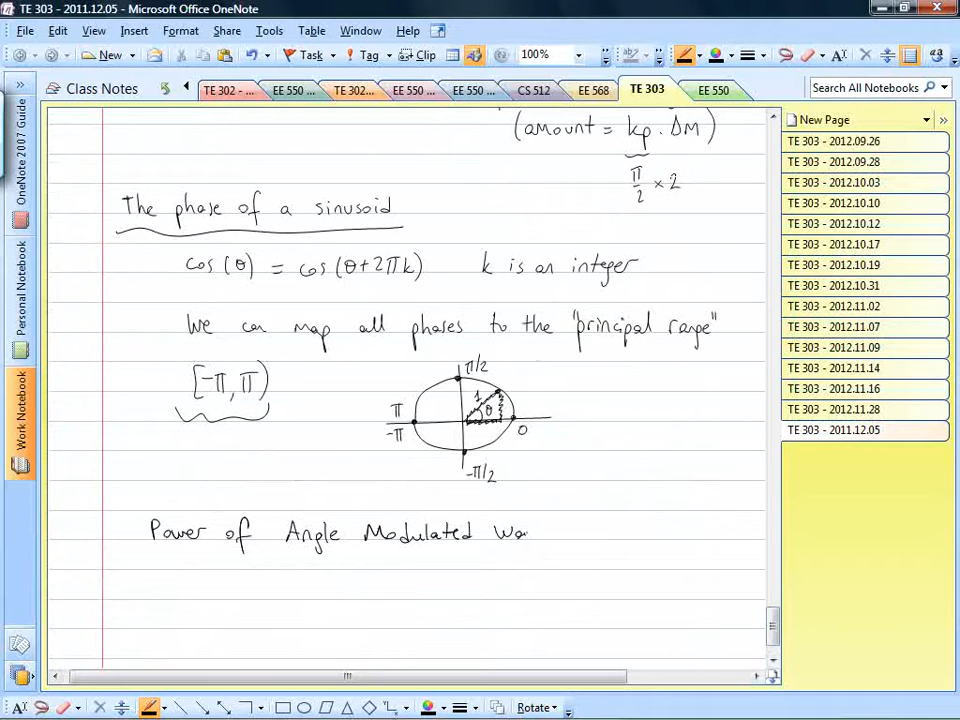 TE 303 - 2011.12.05 - Microsoft Office OneNote
File Edit View Insert Format Share Tools Table Window Help
New Task Tag Clip 100%
Class Notes TE 302 - ... EE 550 ... TE 302... EE 550 ... EE 550 ... CS 512 EE 568 TE 303 EE 550 Search All Notebooks
OneNote 2007 Guide
Personal Notebook
Work Notebook
(amount = kp . ΔM)
π/2 × 2
The phase of a sinusoid
cos(θ) = cos(θ+2πk) k is an integer
We can map all phases to the "principal range"
[-π, π)
π/2
1
θ
π
-π
0
-π/2
Power of Angle Modulated Wa
New Page
TE 303 - 2012.09.26
TE 303 - 2012.09.28
TE 303 - 2012.10.03
TE 303 - 2012.10.10
TE 303 - 2012.10.12
TE 303 - 2012.10.17
TE 303 - 2012.10.19
TE 303 - 2012.10.31
TE 303 - 2012.11.02
TE 303 - 2012.11.07
TE 303 - 2012.11.09
TE 303 - 2012.11.14
TE 303 - 2012.11.16
TE 303 - 2012.11.28
TE 303 - 2011.12.05
Rotate